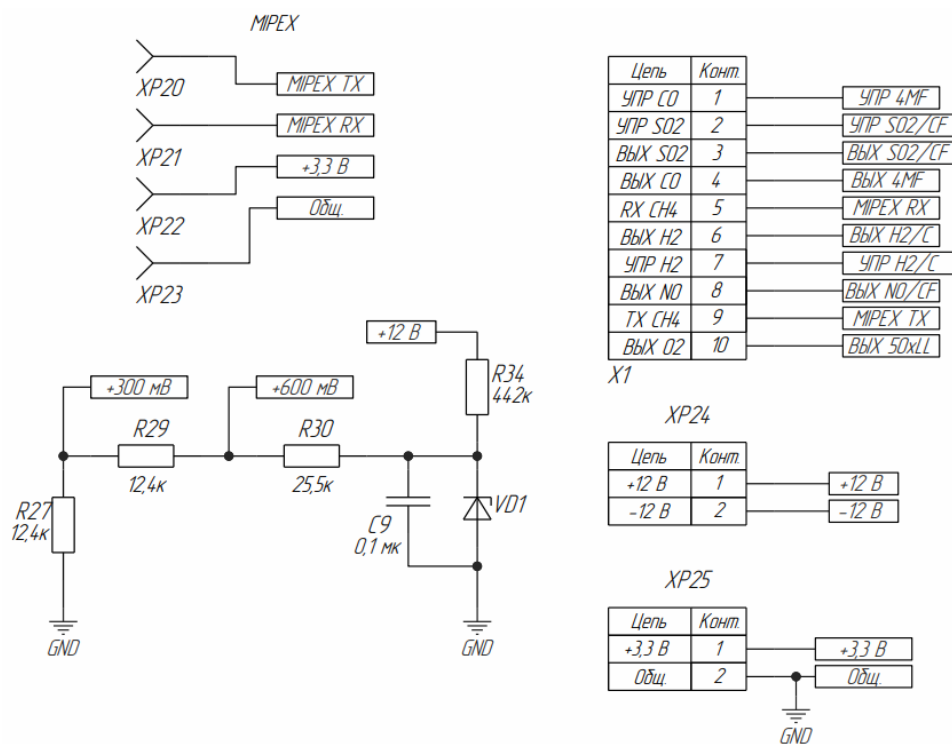 MIPEX
XP20
MIPEX TX
XP21
MIPEX RX
XP22
+3,3 В
XP23
Общ.
Цепь Конт.
УПР CO 1 УПР 4MF
УПР SO2 2 УПР SO2/CF
ВЫХ SO2 3 ВЫХ SO2/CF
ВЫХ CO 4 ВЫХ 4MF
RX CH4 5 MIPEX RX
ВЫХ H2 6 ВЫХ H2/C
УПР H2 7 УПР H2/C
ВЫХ NO 8 ВЫХ NO/CF
TX CH4 9 MIPEX TX
ВЫХ O2 10 ВЫХ 50xLL
X1
+12 В
R34
442к
+300 мВ
+600 мВ
R29
12,4к
R30
25,5к
R27
12,4к
C9
0,1 мк
VD1
GND
GND
XP24
Цепь Конт.
+12 В 1 +12 В
-12 В 2 -12 В
XP25
Цепь Конт.
+3,3 В 1 +3,3 В
Общ. 2 Общ.
GND